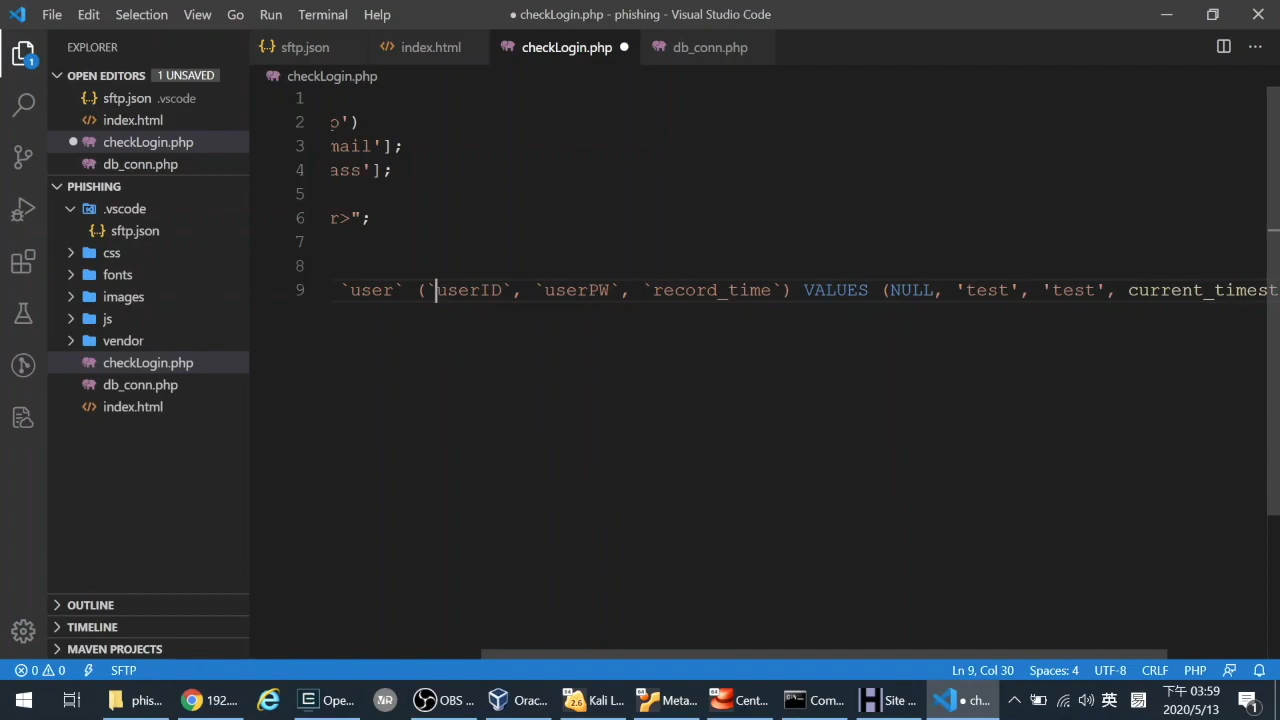 File Edit Selection View Go Run Terminal Help ● checkLogin.php - phishing - Visual Studio Code
EXPLORER
sftp.json index.html checkLogin.php db_conn.php
OPEN EDITORS 1 UNSAVED
sftp.json .vscode
index.html
checkLogin.php
db_conn.php
PHISHING
.vscode
sftp.json
css
fonts
images
js
vendor
checkLogin.php
db_conn.php
index.html
OUTLINE
TIMELINE
MAVEN PROJECTS
1
checkLogin.php
1
2 ')
3 mail'];
4 ass'];
5
6 r>";
7
8
9 `user` (`userID`, `userPW`, `record_time`) VALUES (NULL, 'test', 'test', current_timest
0 0 SFTP Ln 9, Col 30 Spaces: 4 UTF-8 CRLF PHP
phis... 192.... Ope... VR OBS ... Orac... Kali L... Meta... Cent... Com... Site ... ● ch... 英 下午 03:59
2020/5/13 1